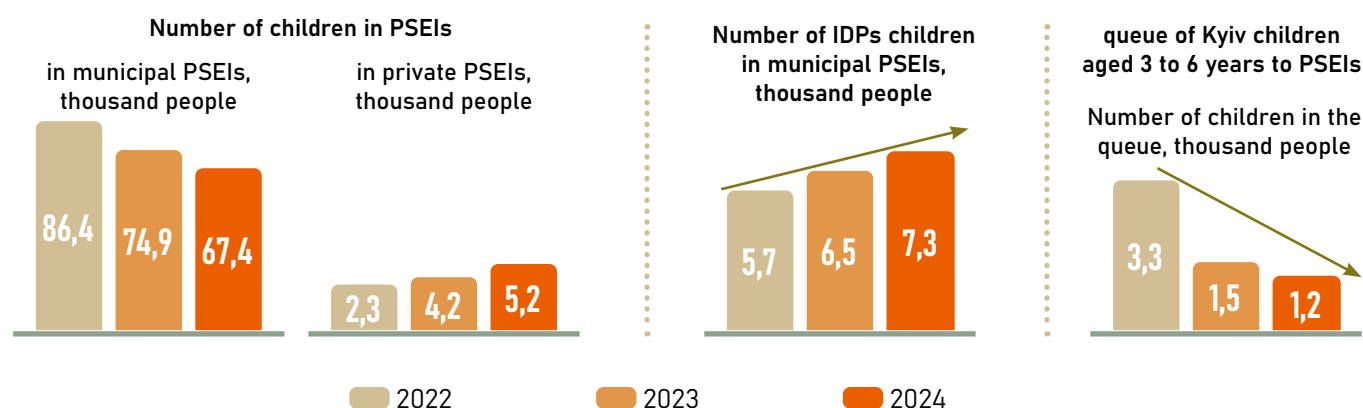 Number of children in PSEIs
in municipal PSEIs,
thousand people
86,4
74,9
67,4
in private PSEIs,
thousand people
2,3
4,2
5,2
Number of IDPs children
in municipal PSEIs,
thousand people
5,7
6,5
7,3
queue of Kyiv children
aged 3 to 6 years to PSEIs
Number of children in the
queue, thousand people
3,3
1,5
1,2
2022
2023
2024